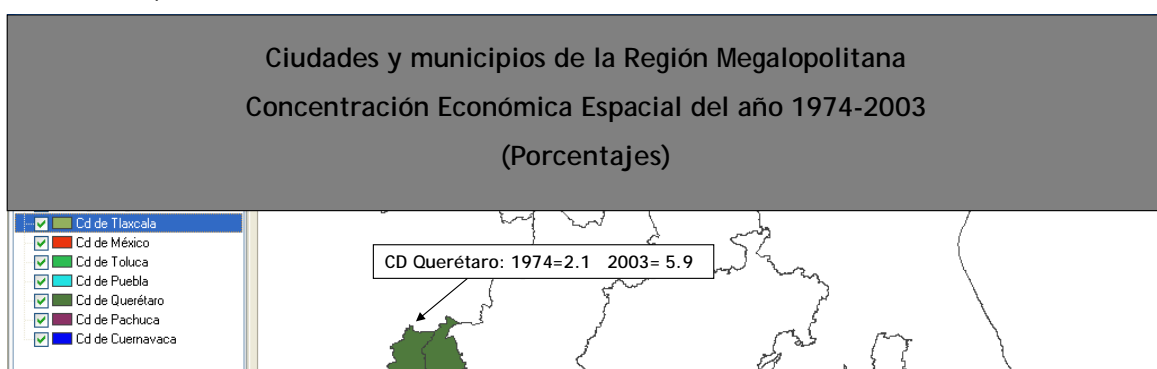 Ciudades y municipios de la Región Megalopolitana
Concentración Económica Espacial del año 1974-2003
(Porcentajes)
Cd de Tlaxcala
Cd de México
Cd de Toluca
Cd de Puebla
Cd de Querétaro
Cd de Pachuca
Cd de Cuernavaca
CD Querétaro: 1974=2.1 2003= 5.9